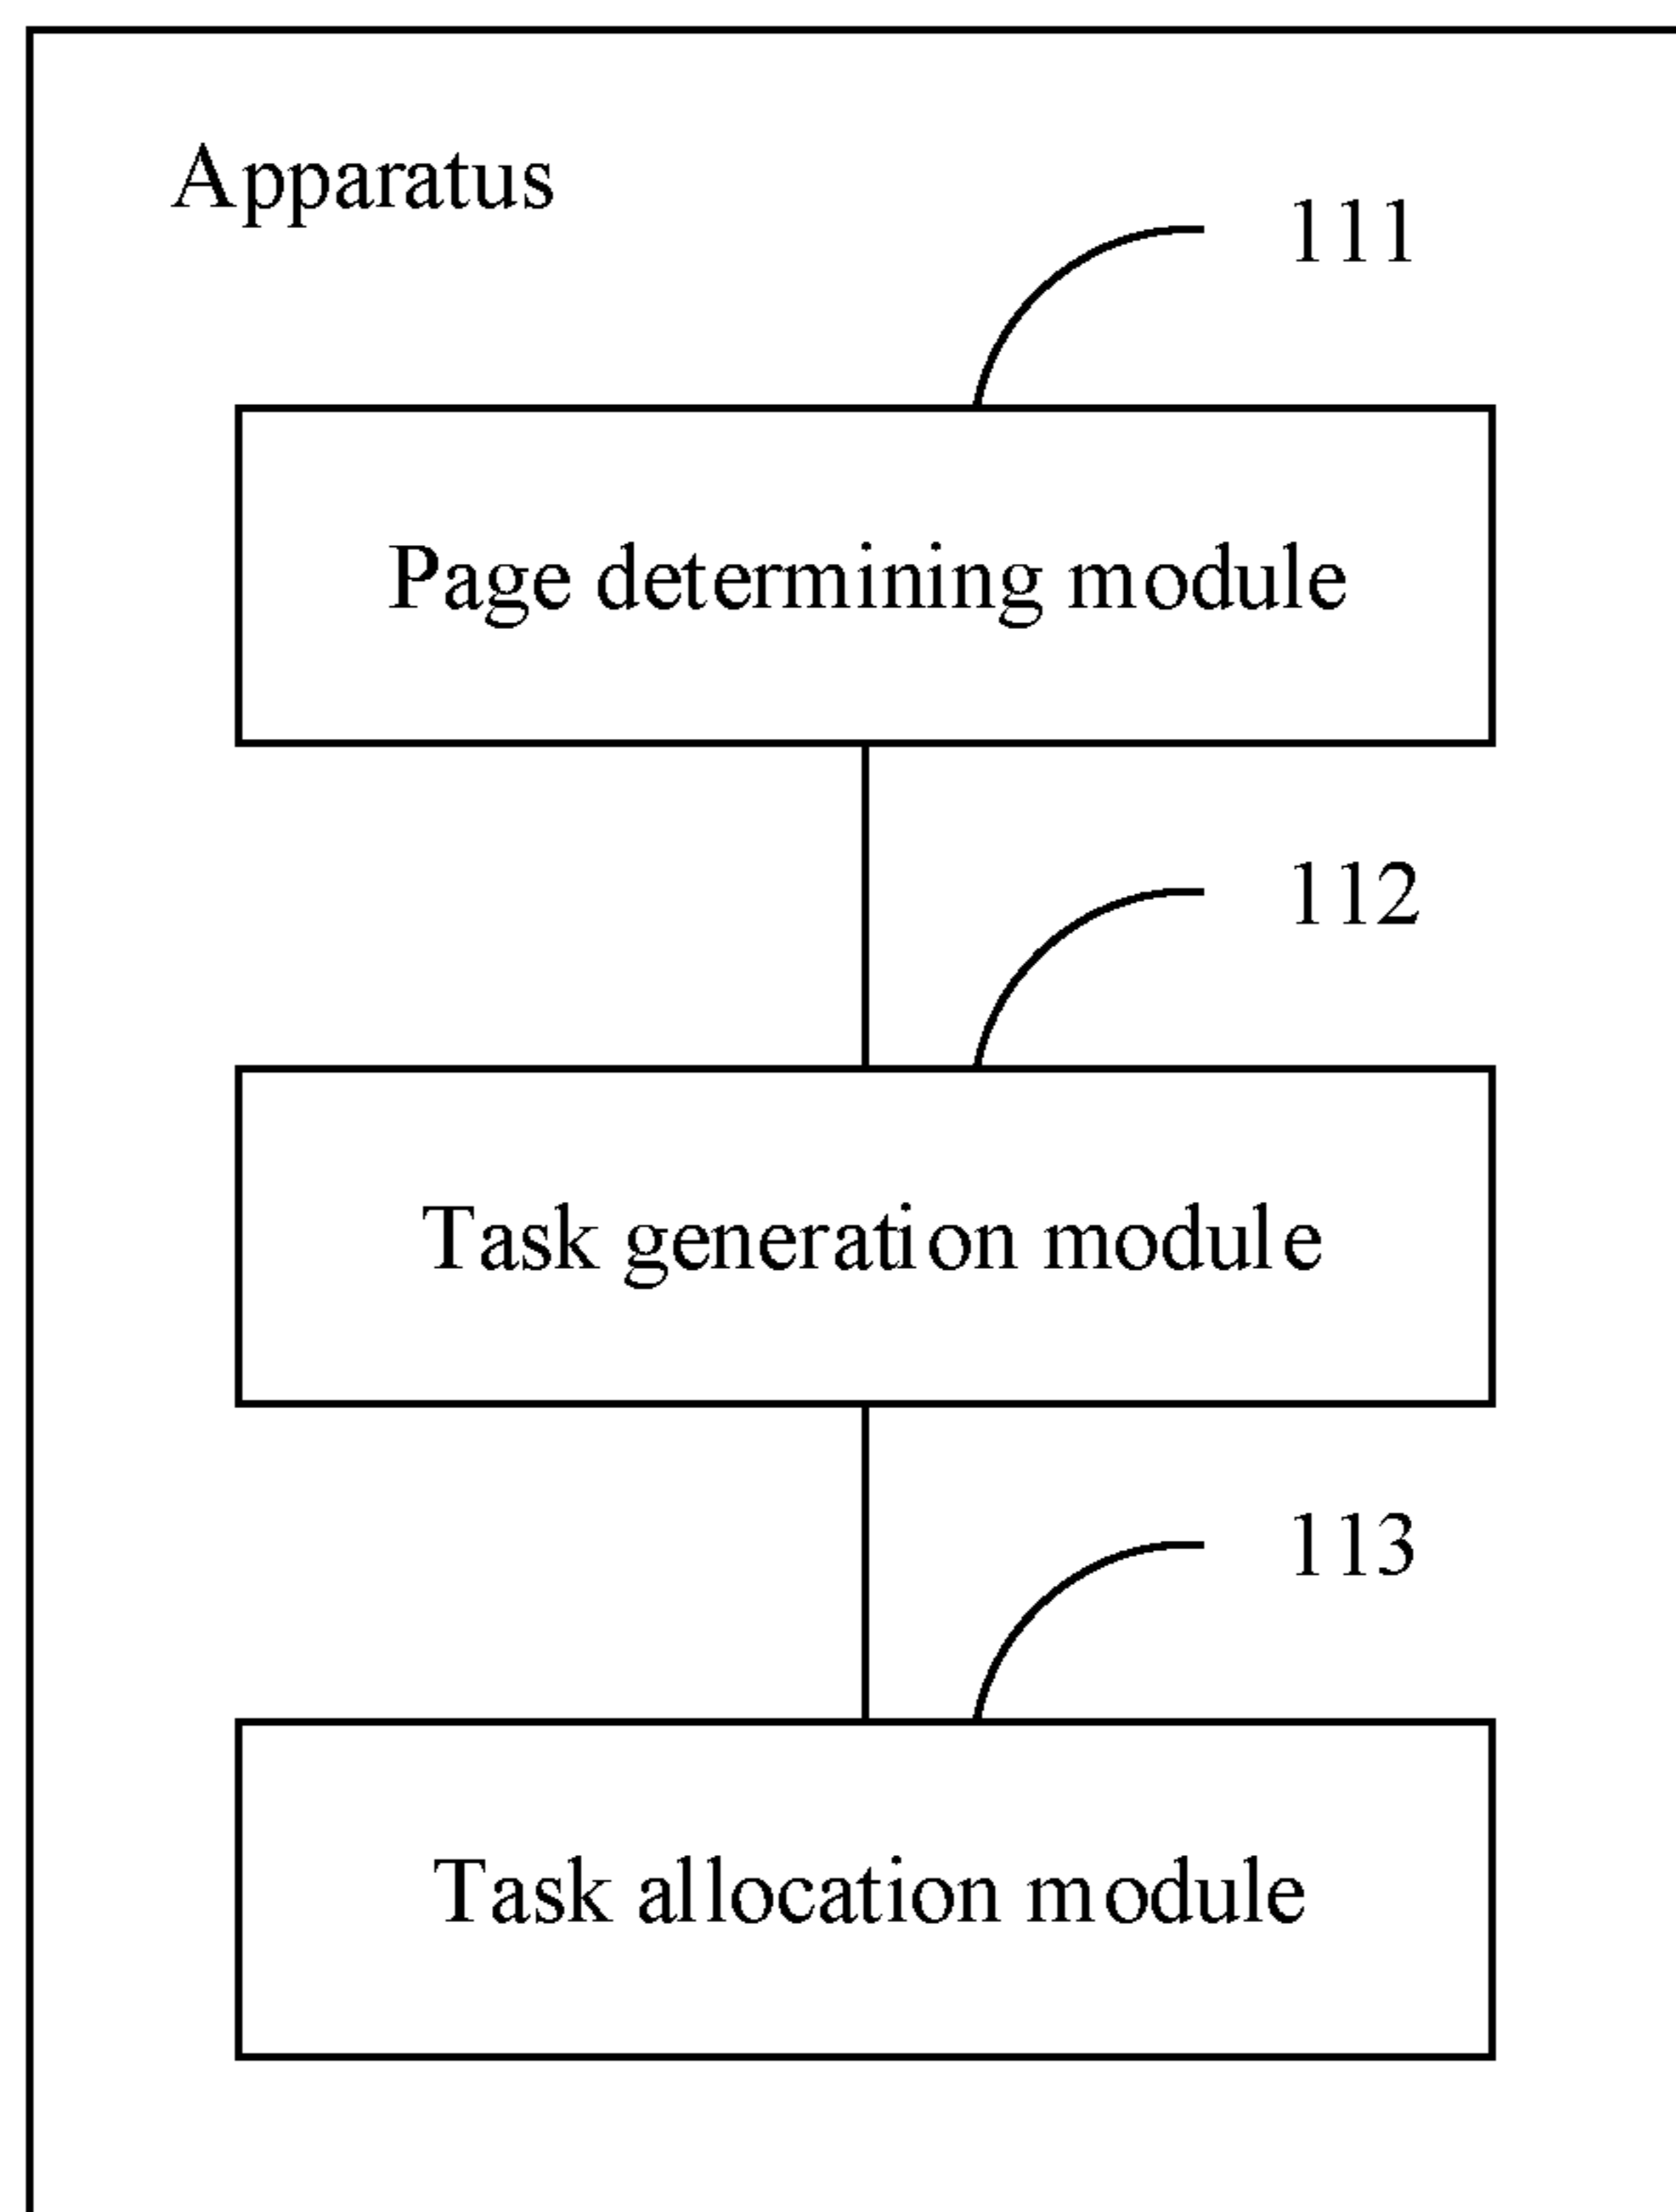 Apparatus
111
Page determining module
112
Task generation module
113
Task allocation module